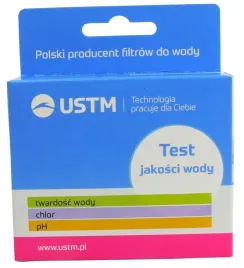 Polski producent filtrów do wody
USTM
Technologia
pracuje dla Ciebie
Test
jakości wody
twardość wody
chlor
pH
www.ustm.pl